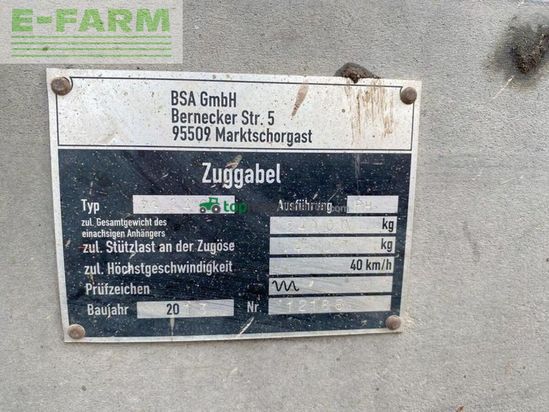 E-FARM
BSA GmbH
Bernecker Str. 5
95509 Marktschorgast
Zuggabel
Typ
Ausführung
zul. Gesamtgewicht des
einachsigen Anhängers
kg
zul. Stützlast an der Zugöse
kg
zul. Höchstgeschwindigkeit
40 km/h
Prüfzeichen
Baujahr 20
Nr